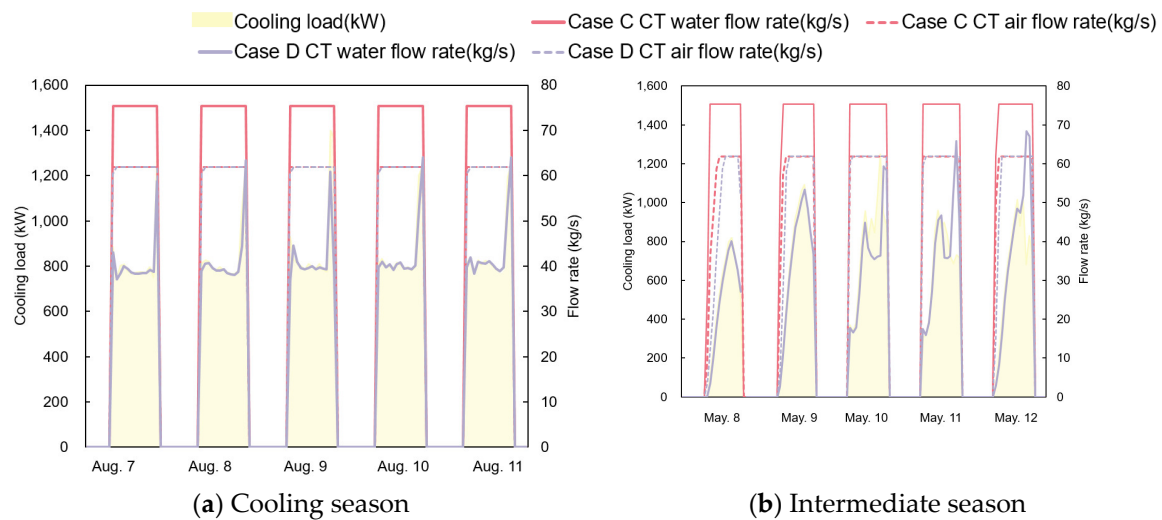 Cooling load(kW)
Case C CT water flow rate(kg/s)
Case C CT air flow rate(kg/s)
Case D CT water flow rate(kg/s)
Case D CT air flow rate(kg/s)
1,600
1,400
1,200
1,000
800
600
400
200
0
Cooling load (kW)
80
70
60
50
40
30
20
10
0
Flow rate (kg/s)
Aug. 7
Aug. 8
Aug. 9
Aug. 10
Aug. 11
(a) Cooling season
1,600
1,400
1,200
1,000
800
600
400
200
0
Cooling load (kW)
80
70
60
50
40
30
20
10
0
Flow rate (kg/s)
May. 8
May. 9
May. 10
May. 11
May. 12
(b) Intermediate season